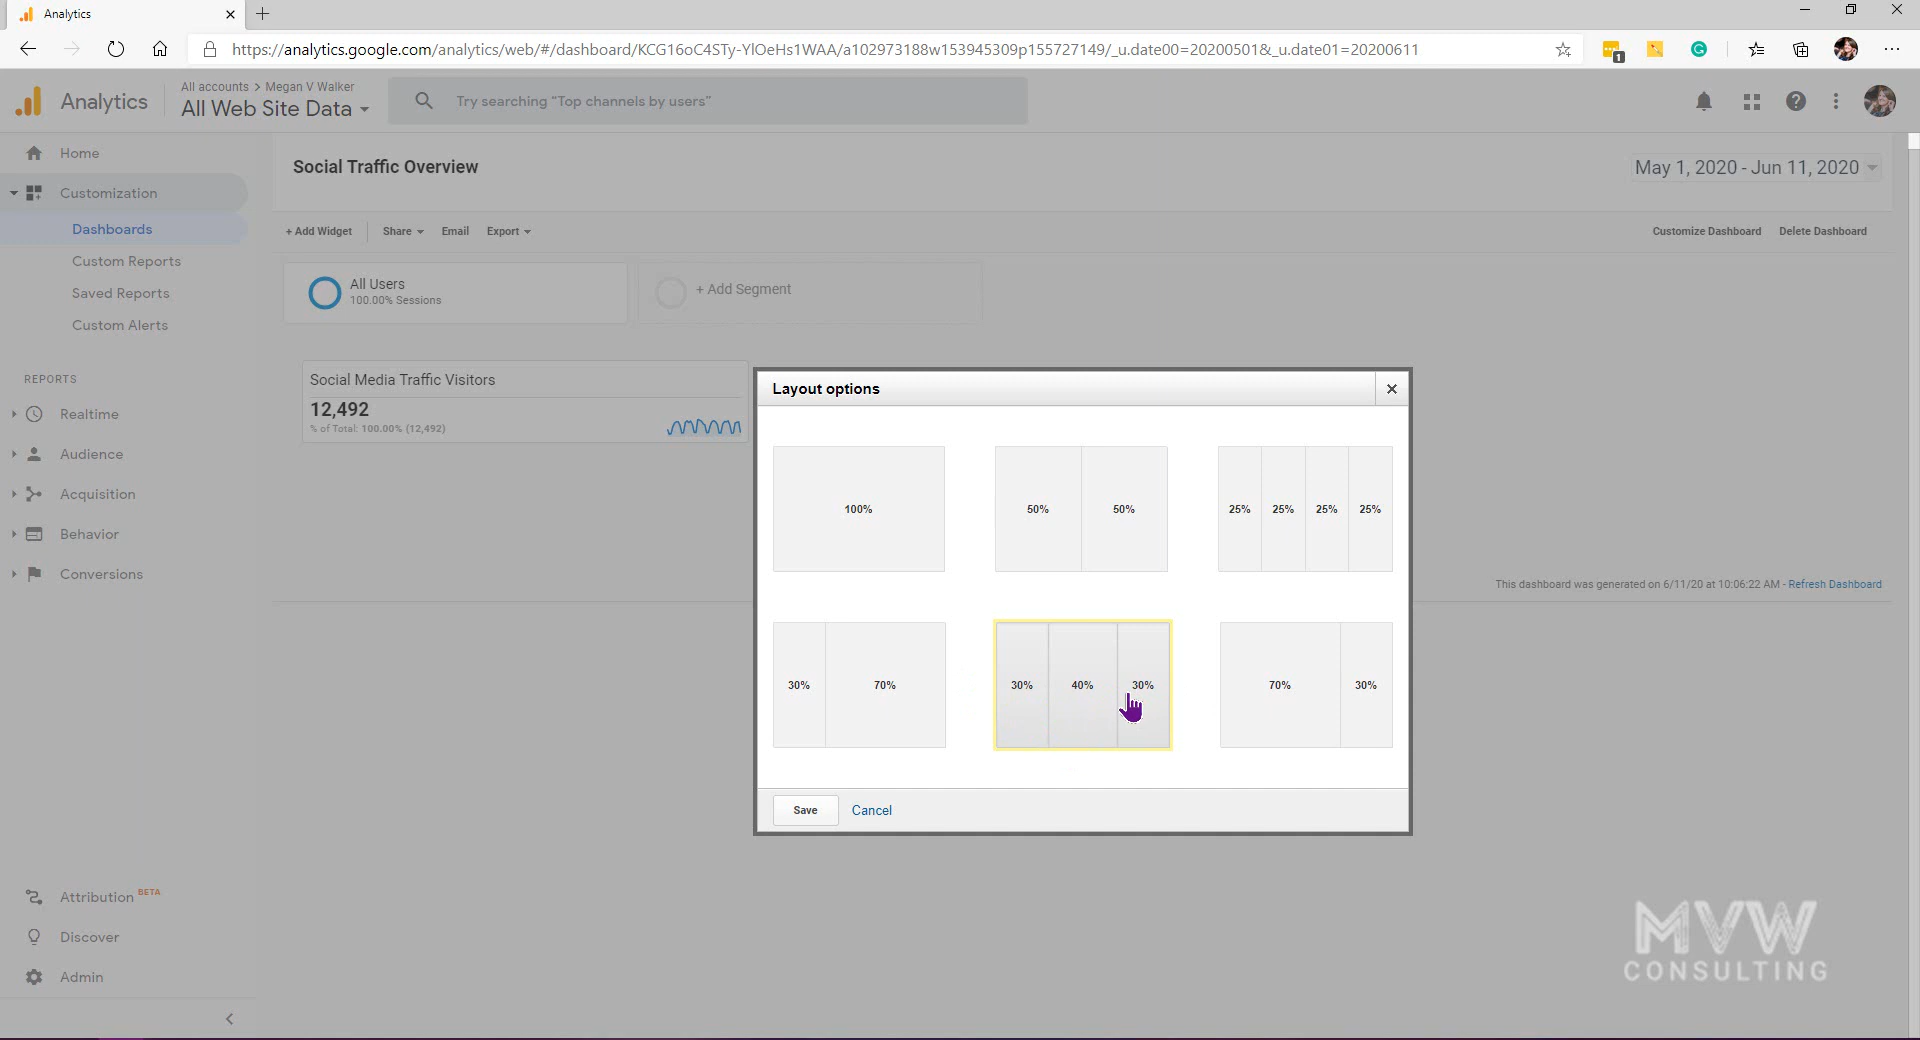 Analytics
https://analytics.google.com/analytics/web/#/dashboard/KCG16oC4STy-YlOeHs1WAA/a102973188w153945309p155727149/_u.date00=20200501&_u.date01=20200611
1
Analytics
All accounts > Megan V Walker
All Web Site Data
Try searching “Top channels by users”
Home
Customization
Dashboards
Custom Reports
Saved Reports
Custom Alerts
REPORTS
Realtime
Audience
Acquisition
Behavior
Conversions
Attribution BETA
Discover
Admin
Social Traffic Overview
May 1, 2020 - Jun 11, 2020
+ Add Widget
Share
Email
Export
Customize Dashboard
Delete Dashboard
All Users
100.00% Sessions
+ Add Segment
Social Media Traffic Visitors
12,492
% of Total: 100.00% (12,492)
Layout options
100%
50% 50%
25% 25% 25% 25%
30% 70%
30% 40% 30%
70% 30%
Save
Cancel
This dashboard was generated on 6/11/20 at 10:06:22 AM - Refresh Dashboard
MVW
CONSULTING